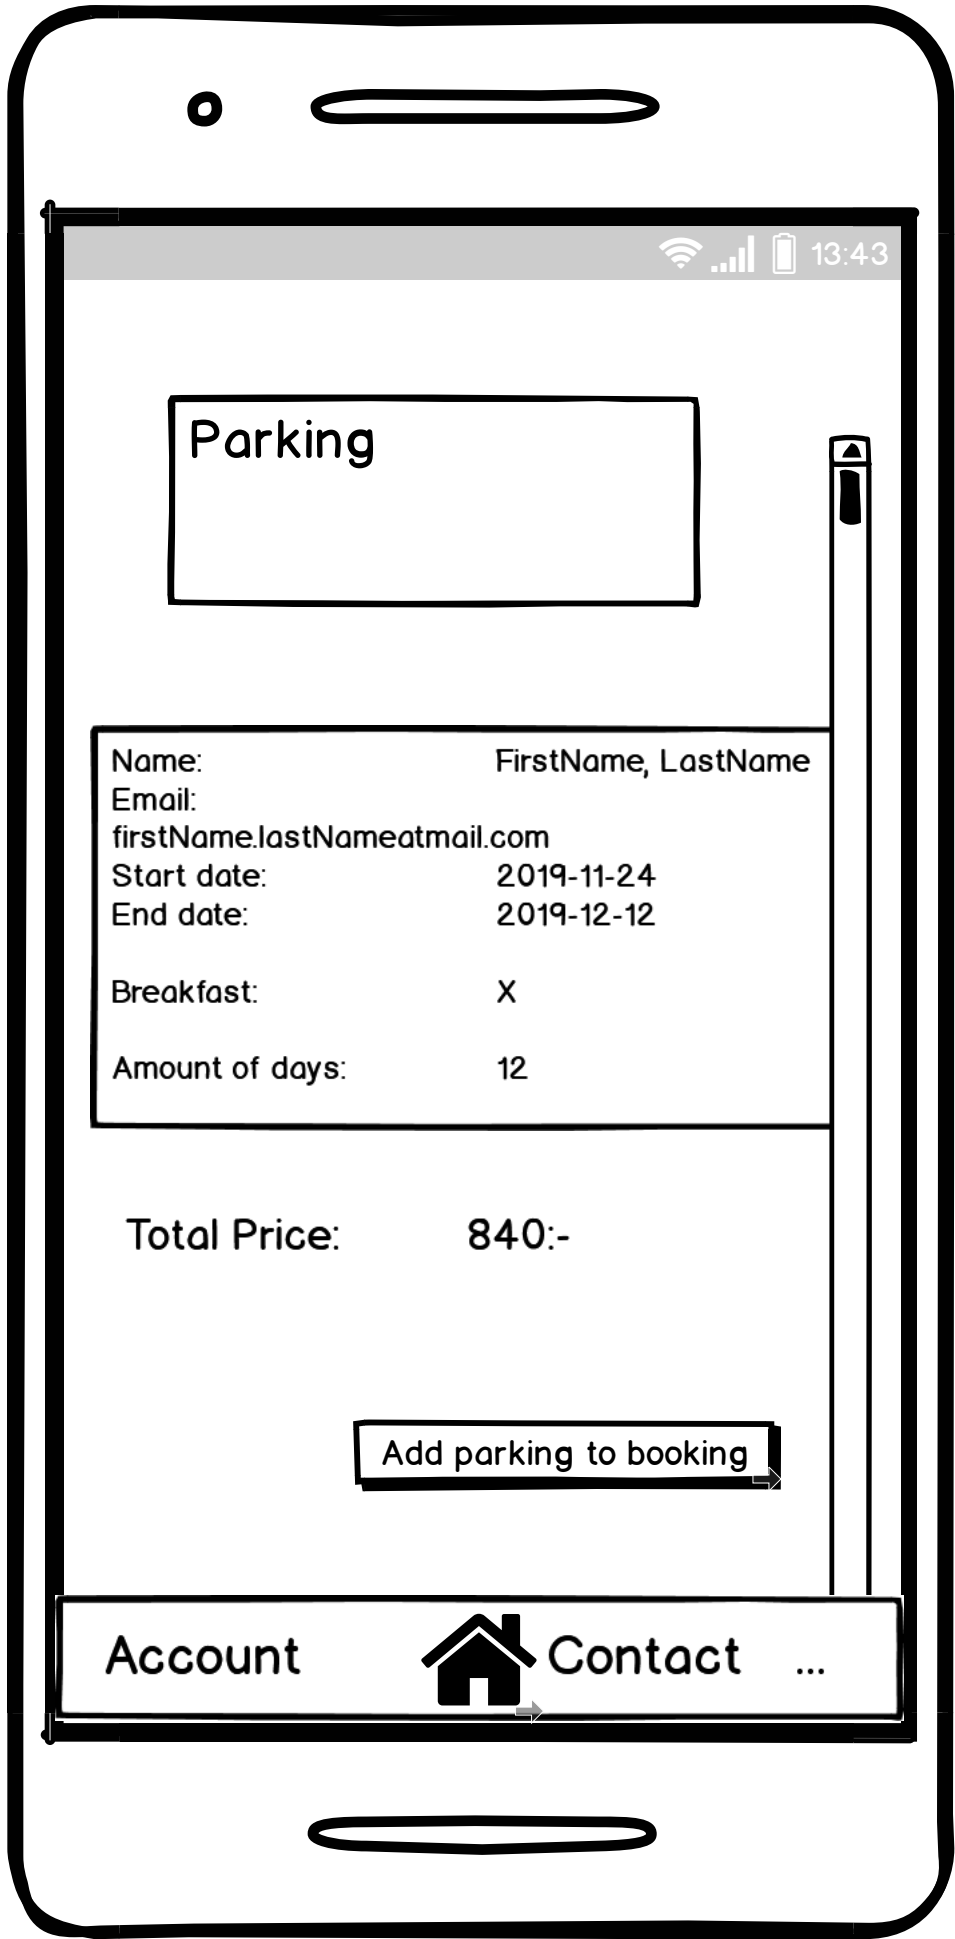 13:43
Parking
Name: FirstName, LastName
Email:
firstName.lastNameatmail.com
Start date: 2019-11-24
End date: 2019-12-12
Breakfast: X
Amount of days: 12
Total Price: 840:-
Add parking to booking
Account Contact ...